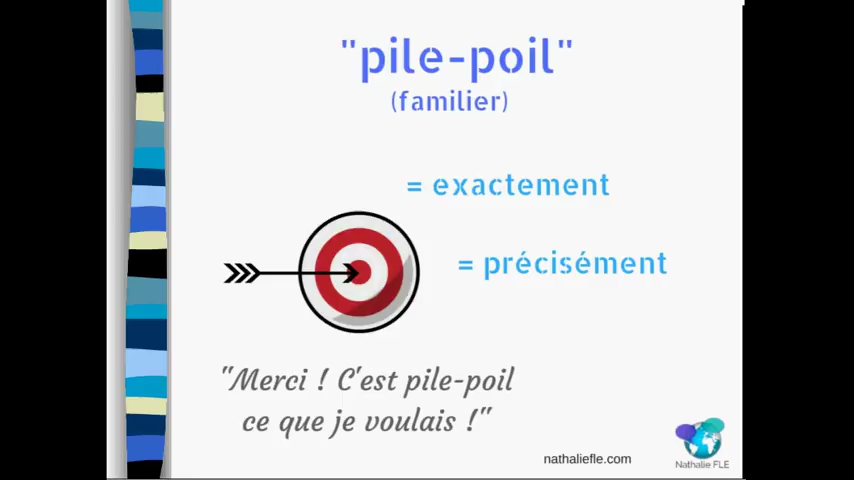 "pile-poil"
(familier)
= exactement
= précisément
"Merci ! C'est pile-poil
ce que je voulais !"
nathaliefle.com
Nathalie FLE